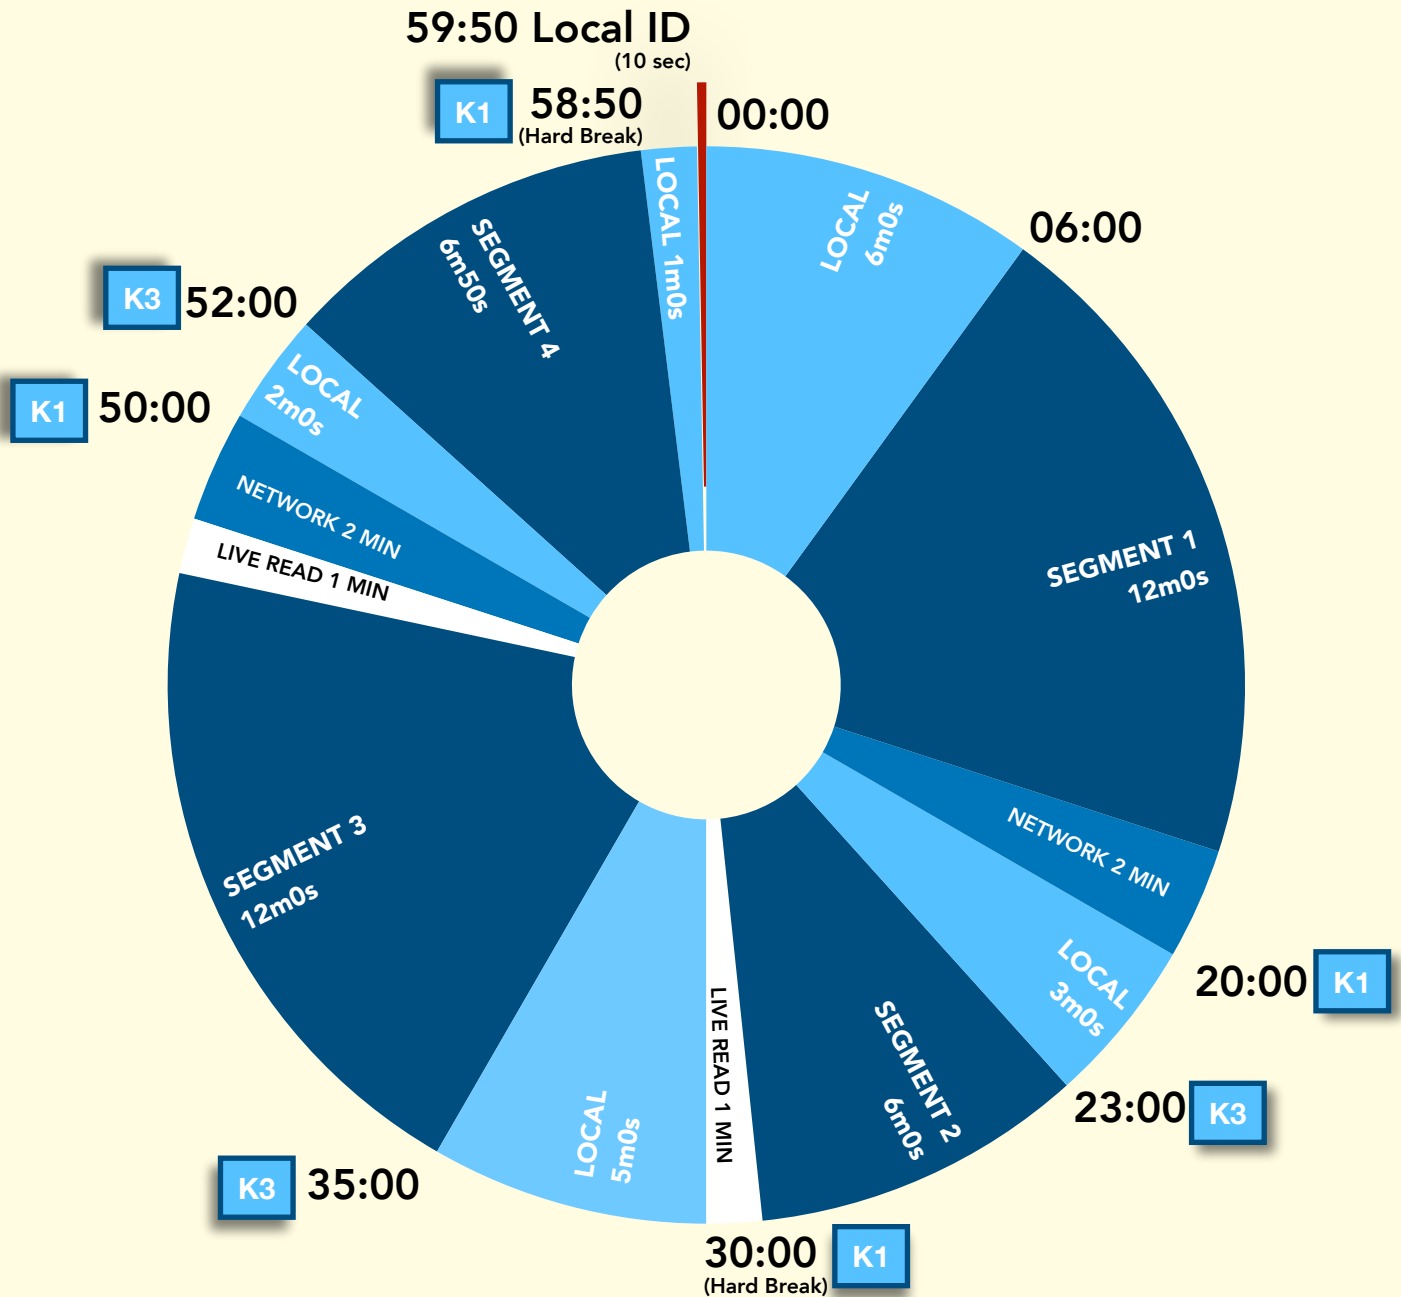 59:50 Local ID
(10 sec)
K1
58:50
(Hard Break)
00:00
LOCAL
6m0s
06:00
SEGMENT 1
12m0s
NETWORK 2 MIN
20:00
K1
LOCAL
3m0s
23:00
K3
SEGMENT 2
6m0s
LIVE READ 1 MIN
30:00
(Hard Break)
K1
LOCAL
5m0s
K3
35:00
SEGMENT 3
12m0s
LIVE READ 1 MIN
NETWORK 2 MIN
K1
50:00
LOCAL
2m0s
K3
52:00
SEGMENT 4
6m50s
LOCAL 1m0s